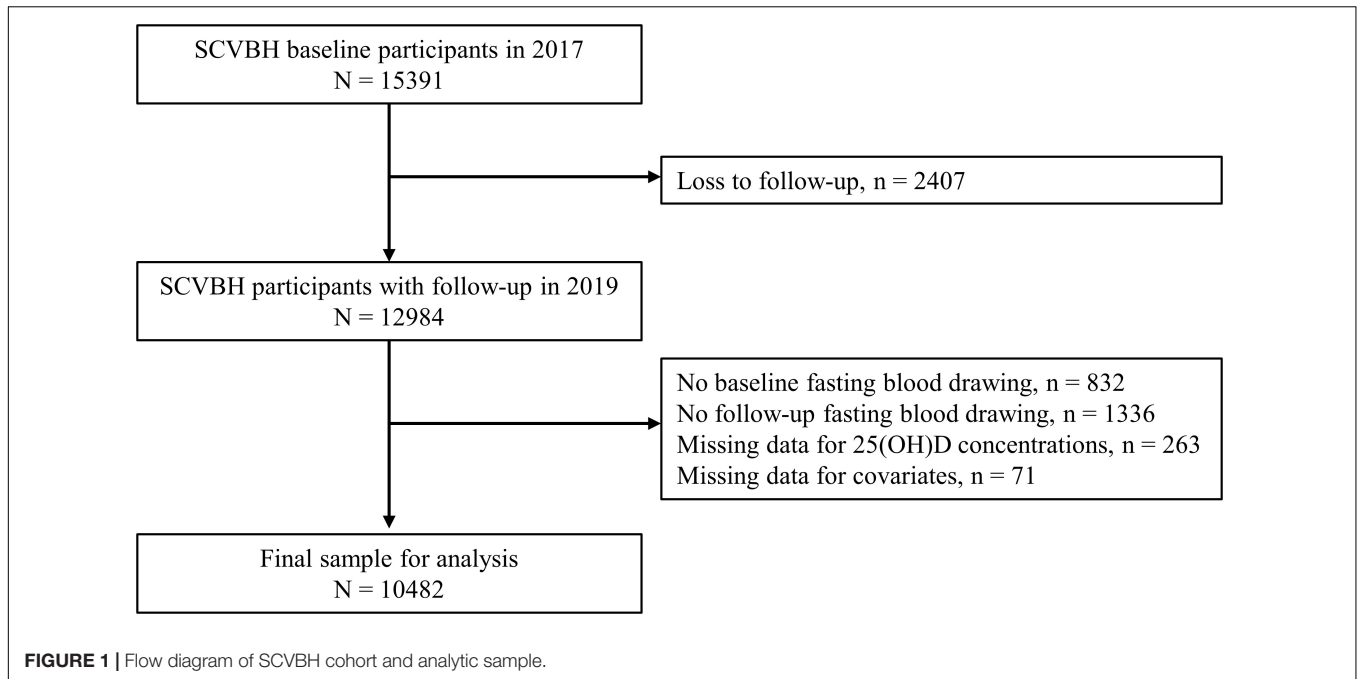 SCVBH baseline participants in 2017
N = 15391
Loss to follow-up, n = 2407
SCVBH participants with follow-up in 2019
N = 12984
No baseline fasting blood drawing, n = 832
No follow-up fasting blood drawing, n = 1336
Missing data for 25(OH)D concentrations, n = 263
Missing data for covariates, n = 71
Final sample for analysis
N = 10482
FIGURE 1 | Flow diagram of SCVBH cohort and analytic sample.